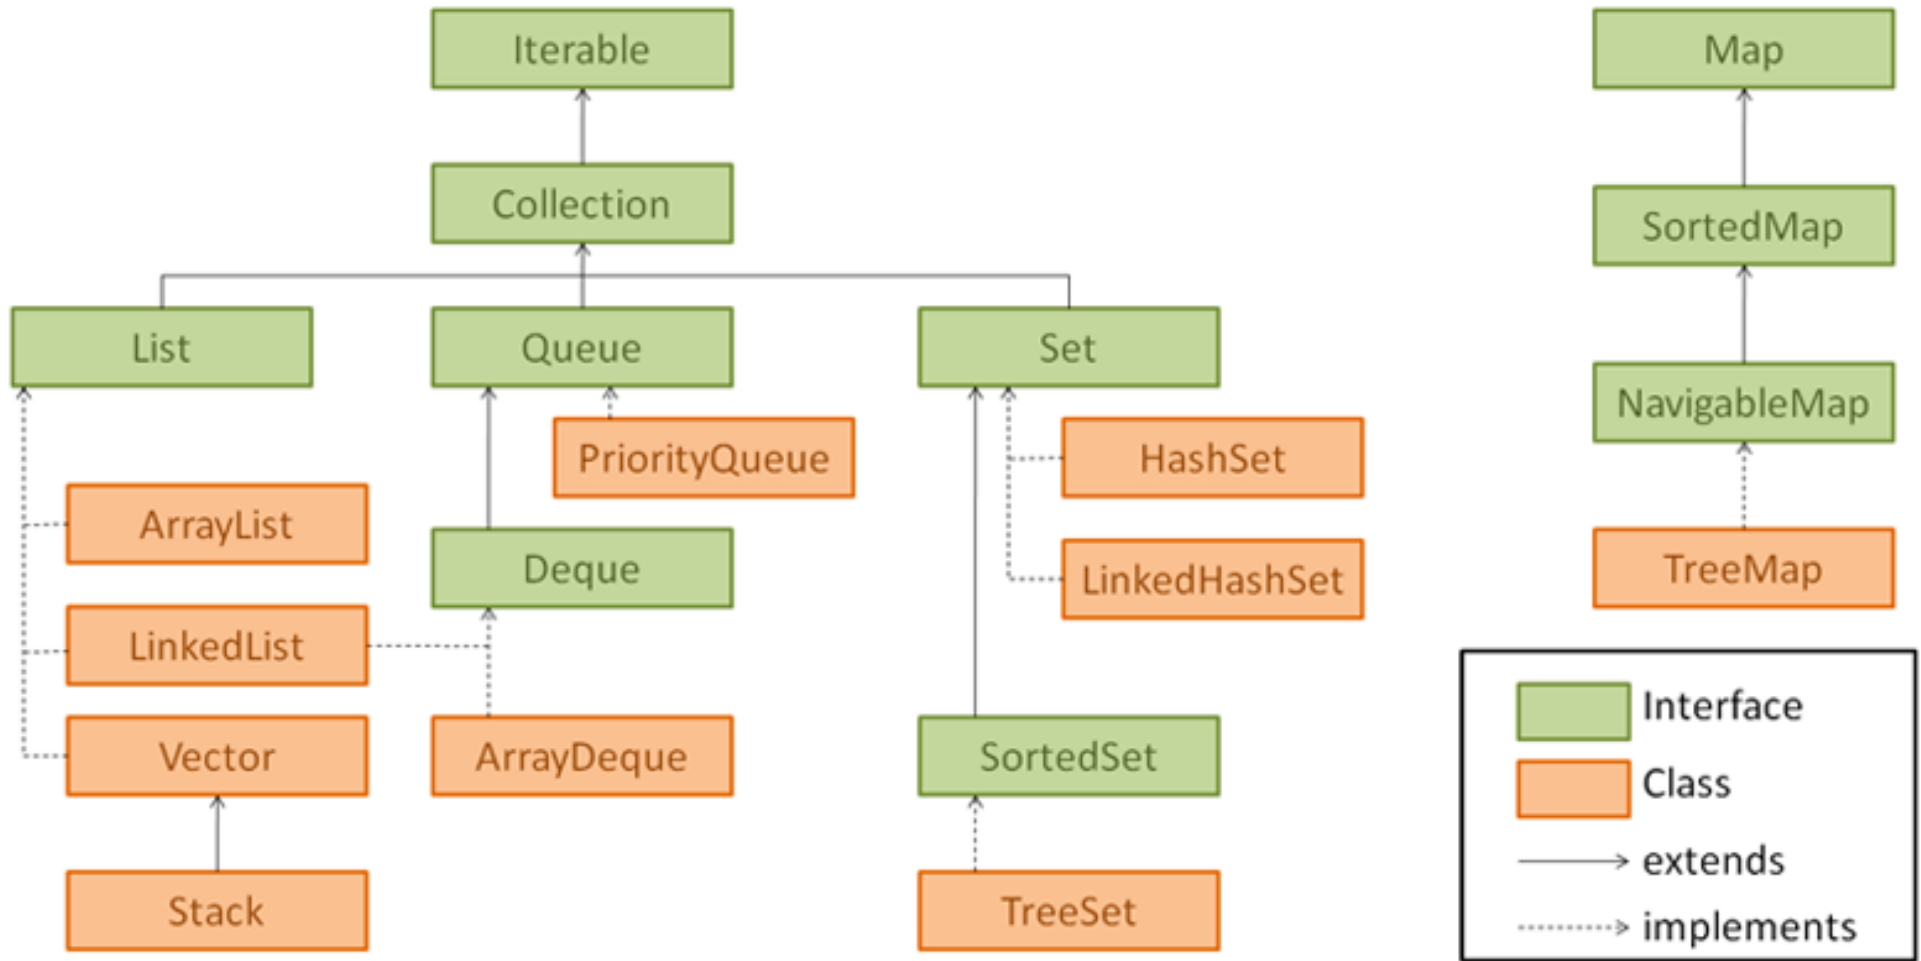 Iterable
Map
Collection
SortedMap
List
Queue
Set
NavigableMap
PriorityQueue
HashSet
ArrayList
Deque
LinkedHashSet
TreeMap
LinkedList
Vector
ArrayDeque
SortedSet
Stack
TreeSet
Interface
Class
extends
implements